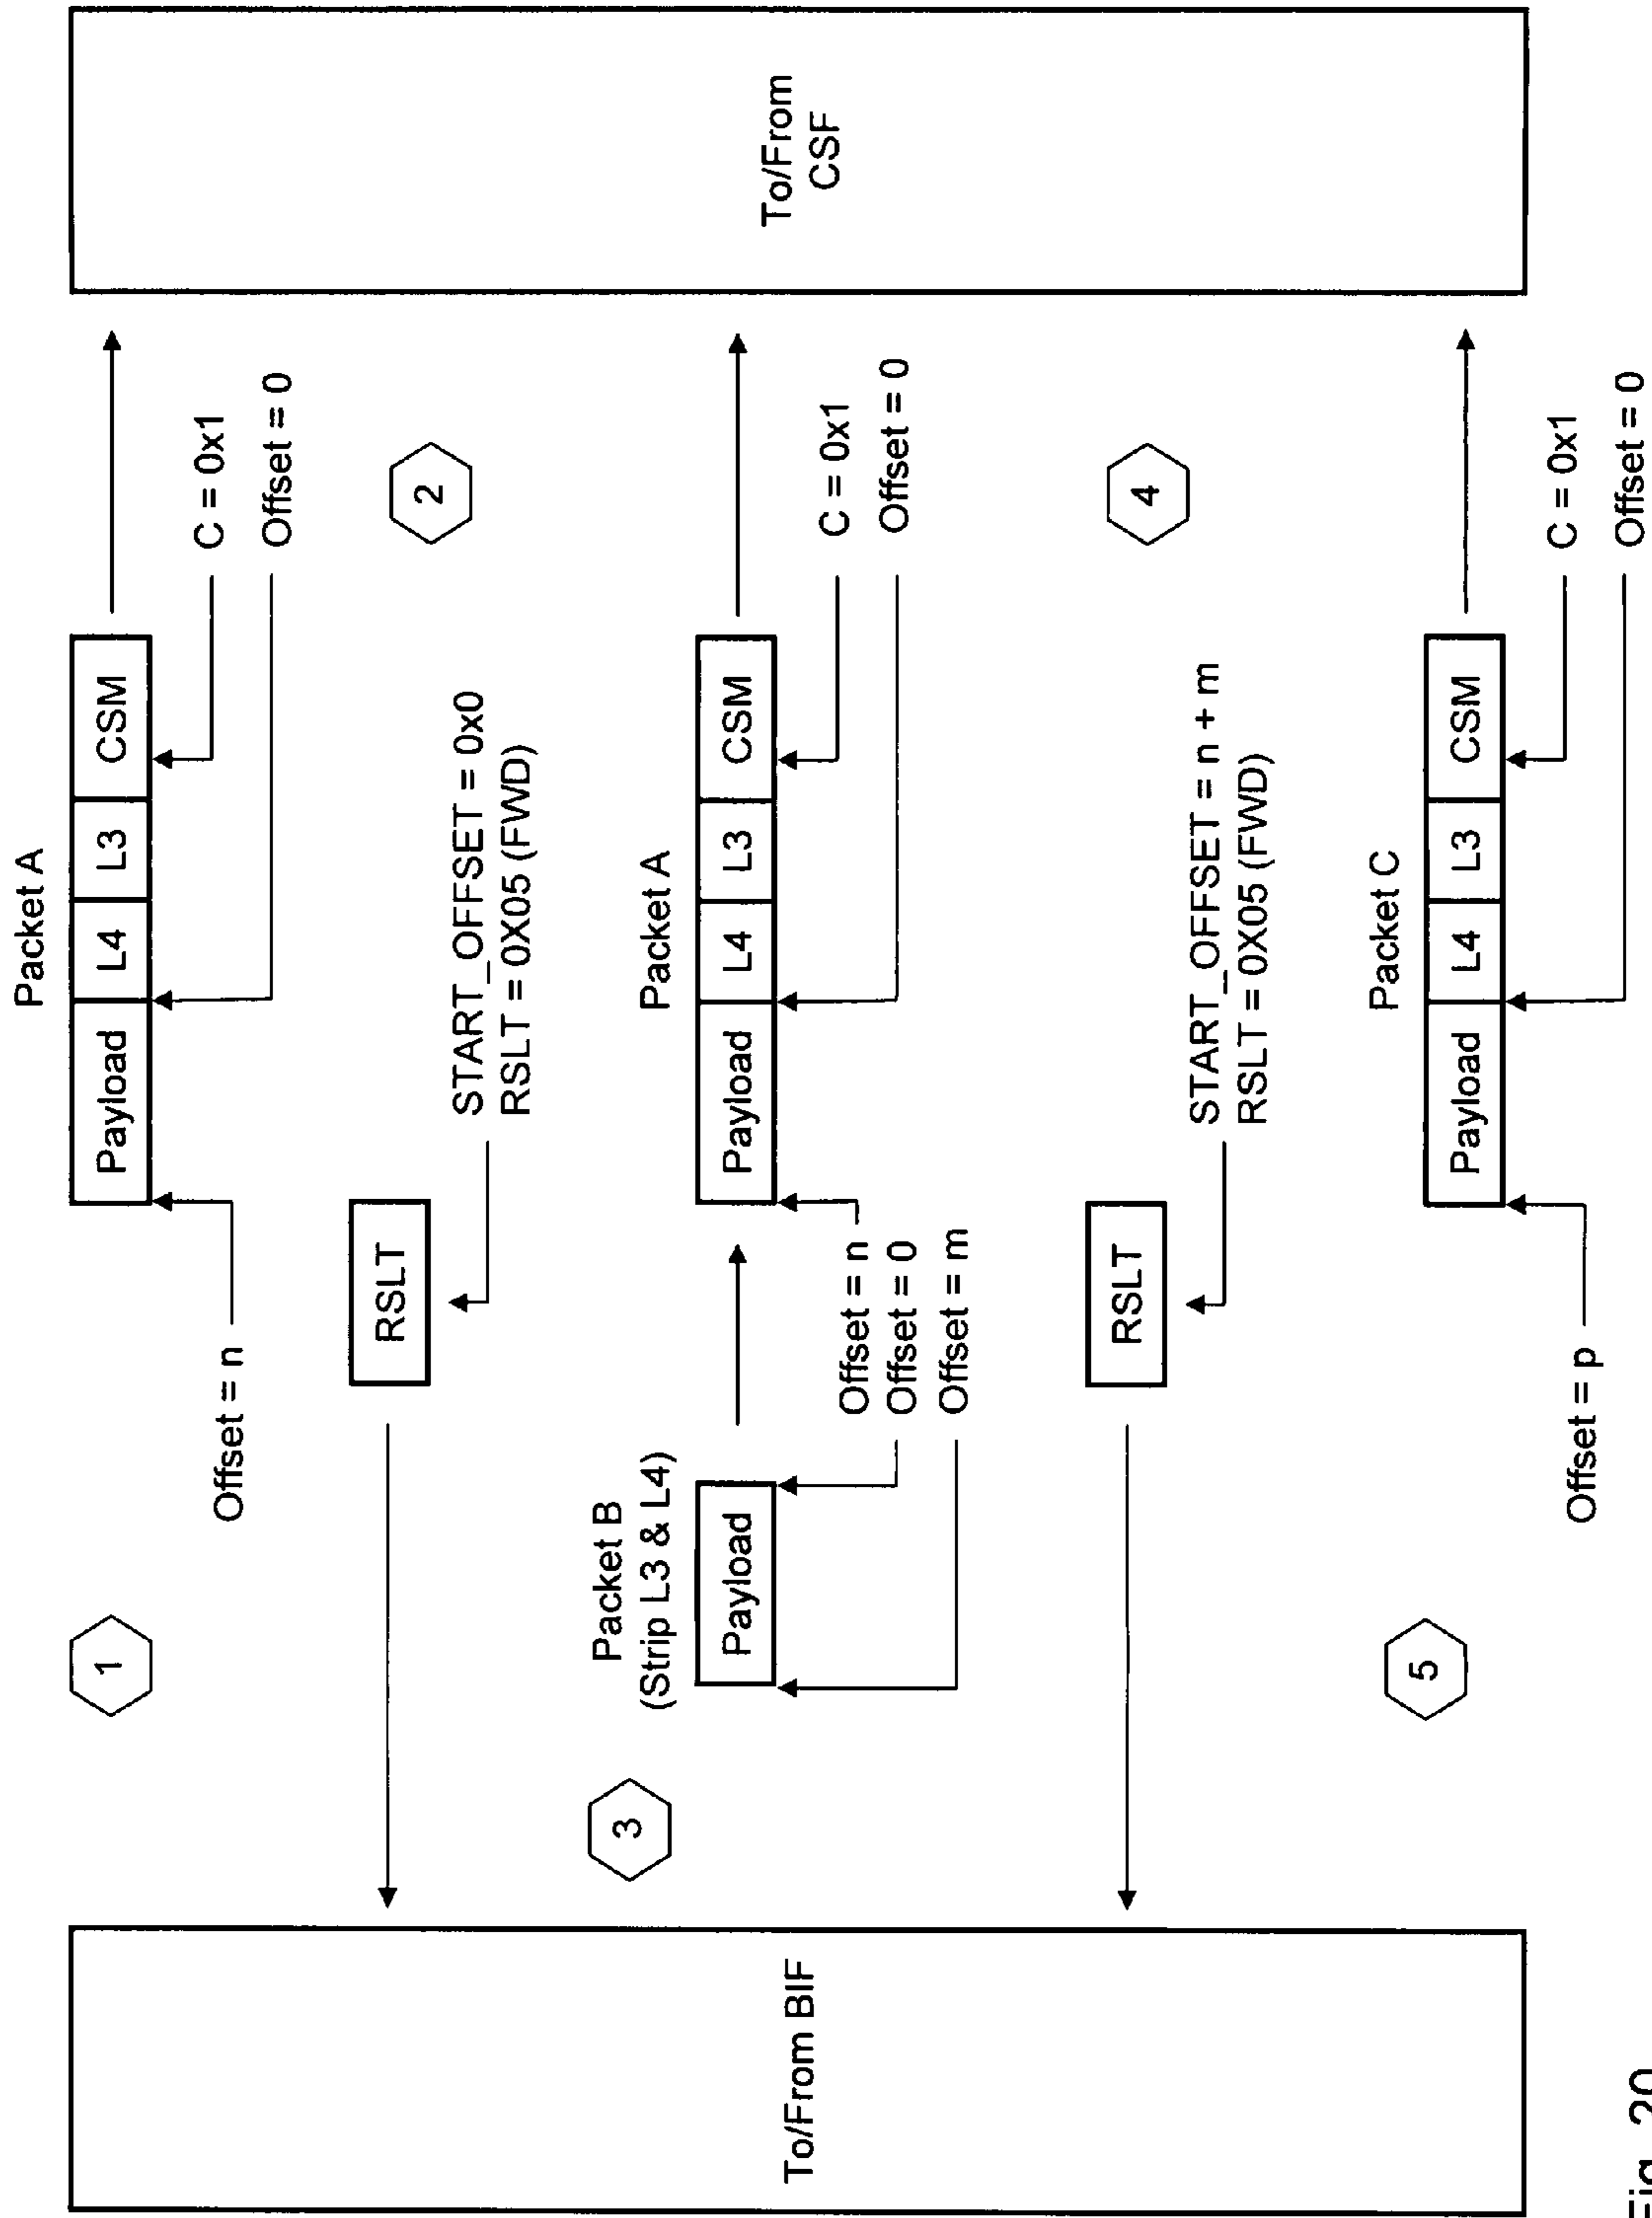 To/From BIF
To/From
CSF
1
Packet A
Payload
L4
L3
CSM
Offset = n
C = 0x1
Offset = 0
2
RSLT
START_OFFSET = 0x0
RSLT = 0X05 (FWD)
3
Packet B
(Strip L3 & L4)
Payload
Packet A
Payload
L4
L3
CSM
Offset = n
Offset = 0
Offset = m
C = 0x1
Offset = 0
4
RSLT
START_OFFSET = n + m
RSLT = 0X05 (FWD)
5
Packet C
Payload
L4
L3
CSM
Offset = p
C = 0x1
Offset = 0
Fig. 20